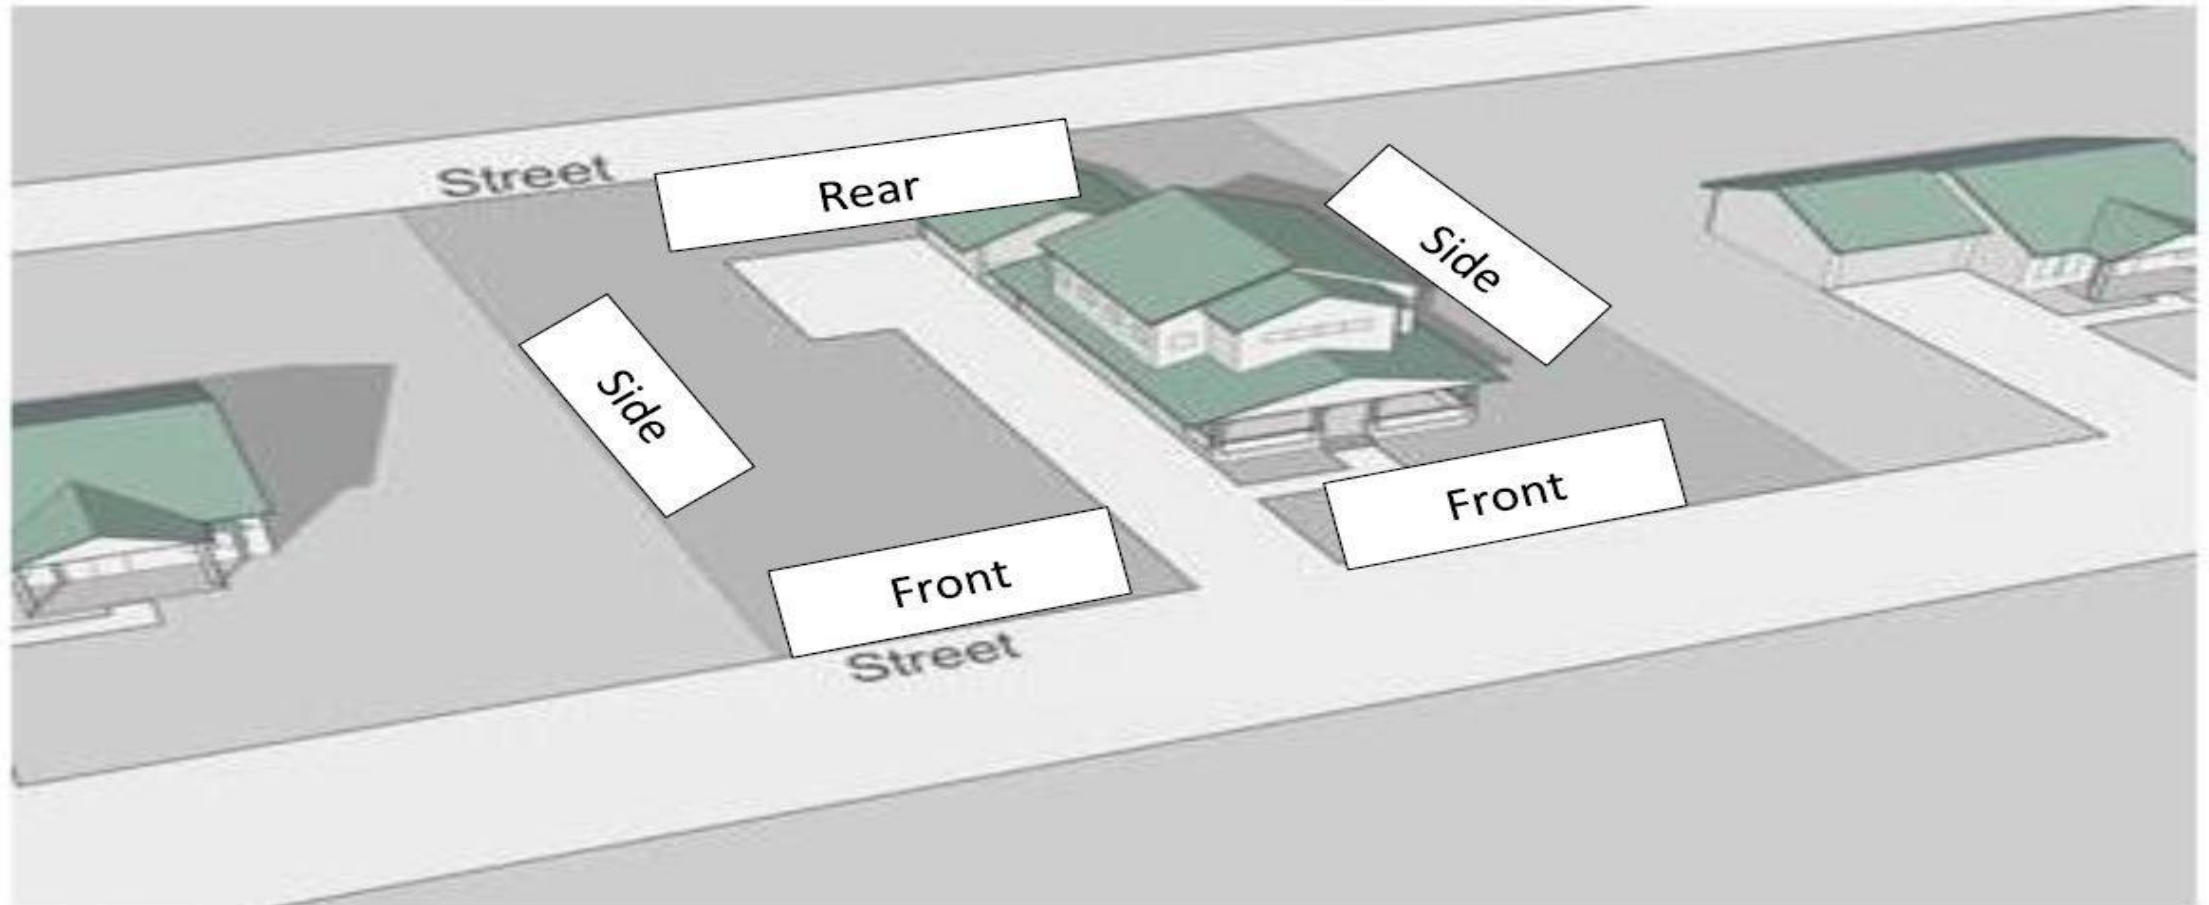 Street
Rear
Side
Side
Front
Front
Street